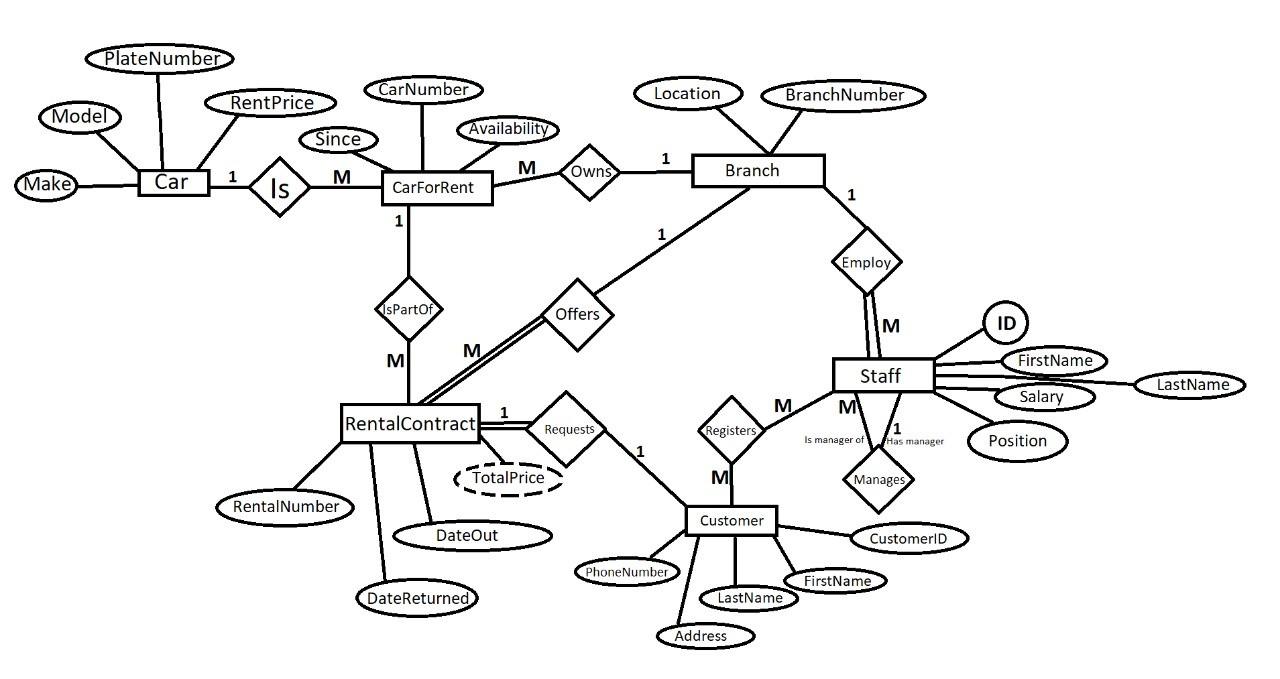 PlateNumber
CarNumber
Location
BranchNumber
RentPrice
Model
Since
Availability
Make
Car
1
Is
M
CarForRent
M
Owns
1
Branch
1
1
1
Employ
IsPartOf
Offers
M
M
M
ID
FirstName
LastName
Staff
Salary
Position
RentalContract
1
Requests
1
Registers
M
M
1
Is manager of
Has manager
M
Manages
TotalPrice
RentalNumber
DateOut
Customer
CustomerID
PhoneNumber
FirstName
LastName
DateReturned
Address